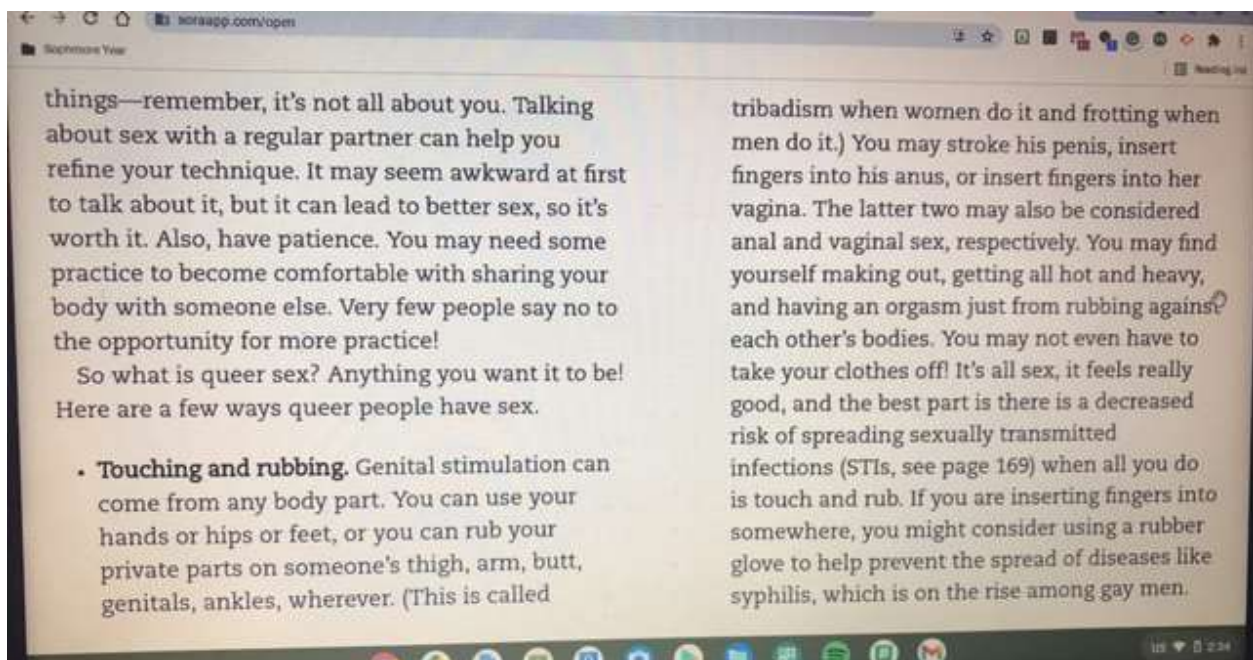 soraapp.com/open
Sophmore Year
Reading list
things—remember, it's not all about you. Talking
about sex with a regular partner can help you
refine your technique. It may seem awkward at first
to talk about it, but it can lead to better sex, so it's
worth it. Also, have patience. You may need some
practice to become comfortable with sharing your
body with someone else. Very few people say no to
the opportunity for more practice!
So what is queer sex? Anything you want it to be!
Here are a few ways queer people have sex.
• Touching and rubbing. Genital stimulation can
come from any body part. You can use your
hands or hips or feet, or you can rub your
private parts on someone's thigh, arm, butt,
genitals, ankles, wherever. (This is called
tribadism when women do it and frotting when
men do it.) You may stroke his penis, insert
fingers into his anus, or insert fingers into her
vagina. The latter two may also be considered
anal and vaginal sex, respectively. You may find
yourself making out, getting all hot and heavy,
and having an orgasm just from rubbing against
each other's bodies. You may not even have to
take your clothes off! It's all sex, it feels really
good, and the best part is there is a decreased
risk of spreading sexually transmitted
infections (STIs, see page 169) when all you do
is touch and rub. If you are inserting fingers into
somewhere, you might consider using a rubber
glove to help prevent the spread of diseases like
syphilis, which is on the rise among gay men.
US 2:34